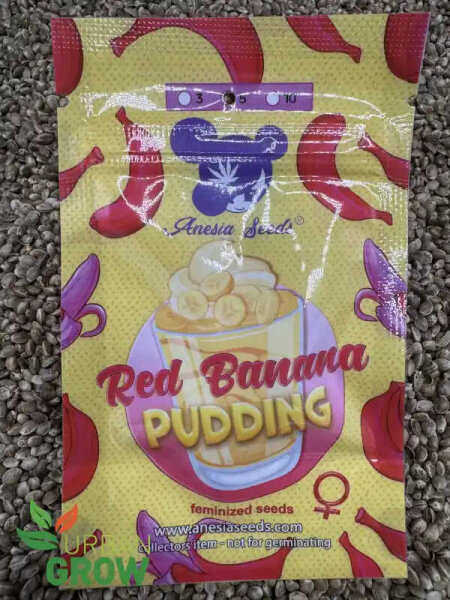 3 5 10
Anesia Seeds®
Red Banana
PUDDING
feminized seeds
www.anesiaseeds.com
collectors item - not for germinating
URBAN
GROW